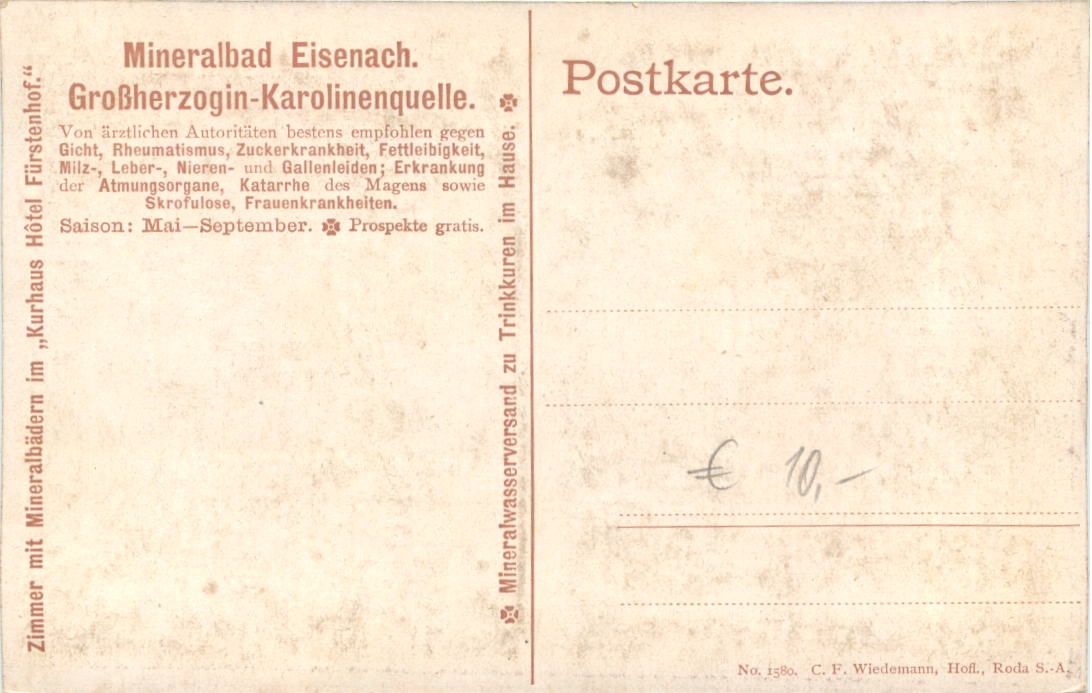 Mineralbad Eisenach.
Großherzogin-Karolinenquelle.
Von ärztlichen Autoritäten bestens empfohlen gegen
Gicht, Rheumatismus, Zuckerkrankheit, Fettleibigkeit,
Milz-, Leber-, Nieren- und Gallenleiden; Erkrankung
der Atmungsorgane, Katarrhe des Magens sowie
Skrofulose, Frauenkrankheiten.
Saison: Mai—September. Prospekte gratis.
Zimmer mit Mineralbädern im „Kurhaus Hôtel Fürstenhof.“
Mineralwasserversand zu Trinkkuren im Hause.
Postkarte.
€ 10,-
No. 1580. C. F. Wiedemann, Hofl., Roda S.-A.